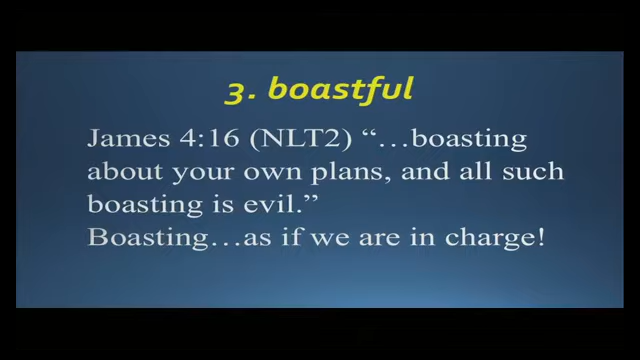 3. boastful
James 4:16 (NLT2) “…boasting
about your own plans, and all such
boasting is evil.”
Boasting…as if we are in charge!